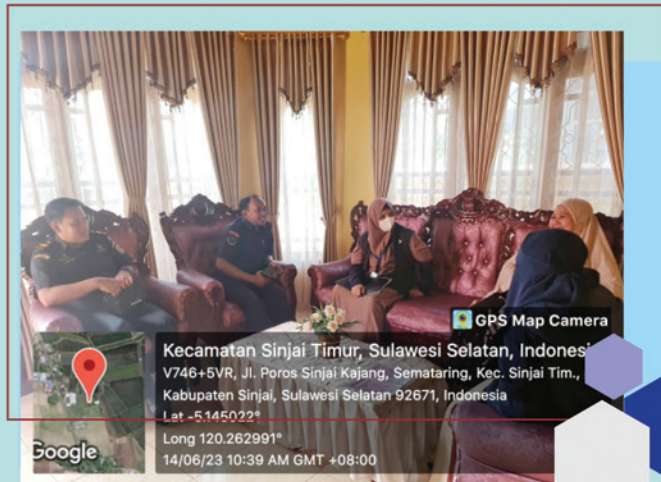 GPS Map Camera
Kecamatan Sinjai Timur, Sulawesi Selatan, Indones
V746+5VR, Jl. Poros Sinjai Kajang, Semataring, Kec. Sinjai Tim.,
Kabupaten Sinjai, Sulawesi Selatan 92671, Indonesia
Lat -5.145022°
Long 120.262991°
14/06/23 10:39 AM GMT +08:00
Google